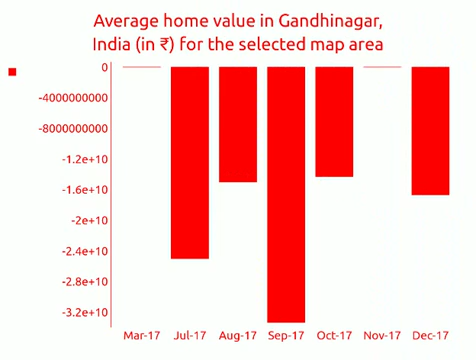 Average home value in Gandhinagar,
India (in ₹) for the selected map area
0
-4000000000
-8000000000
-1.2e+10
-1.6e+10
-2e+10
-2.4e+10
-2.8e+10
-3.2e+10
Mar-17 Jul-17 Aug-17 Sep-17 Oct-17 Nov-17 Dec-17